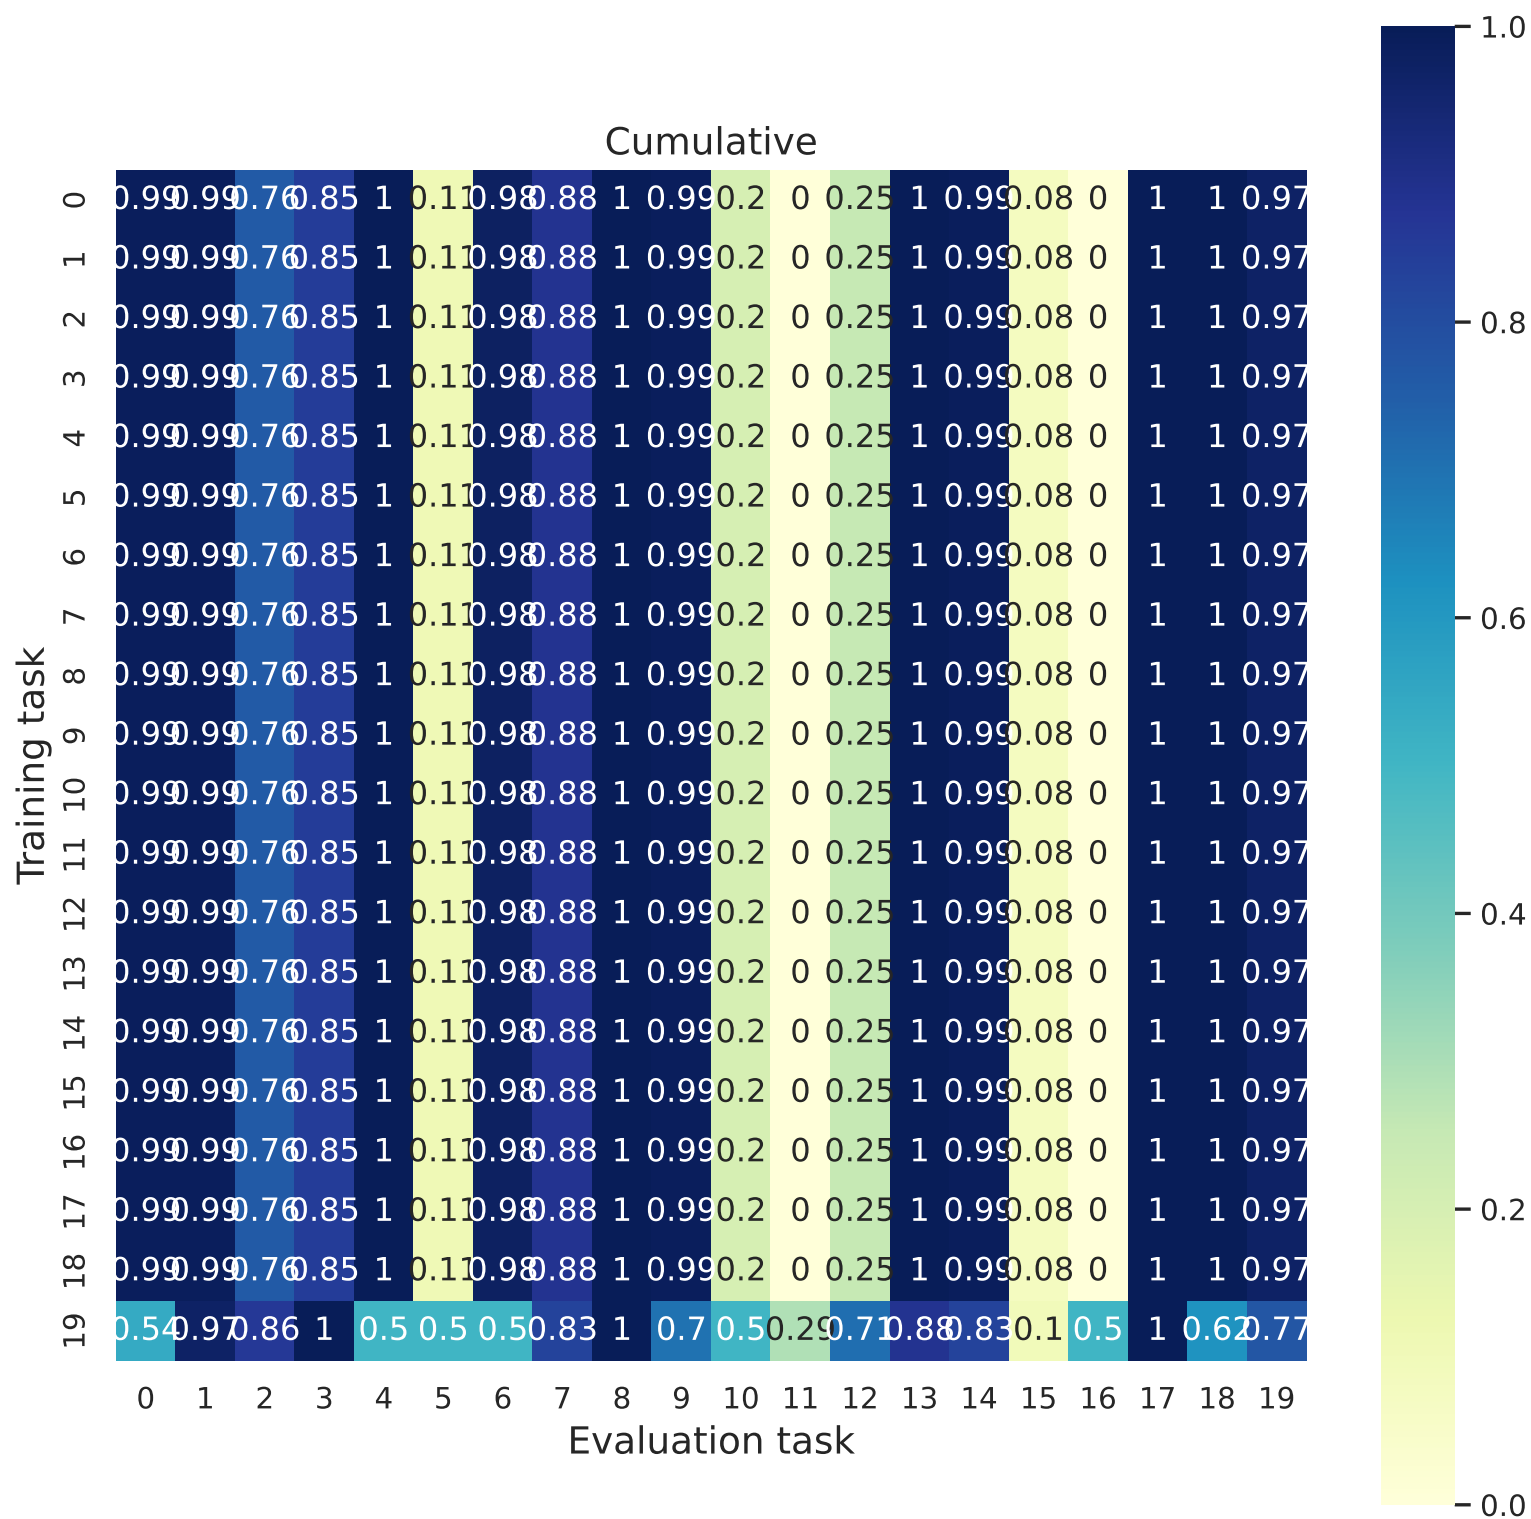 Cumulative
1.0
0.8
0.6
0.4
0.2
0.0
Training task
0 0.99 0.99 0.76 0.85 1 0.11 0.98 0.88 1 0.99 0.2 0 0.25 1 0.99 0.08 0 1 1 0.97
1 0.99 0.99 0.76 0.85 1 0.11 0.98 0.88 1 0.99 0.2 0 0.25 1 0.99 0.08 0 1 1 0.97
2 0.99 0.99 0.76 0.85 1 0.11 0.98 0.88 1 0.99 0.2 0 0.25 1 0.99 0.08 0 1 1 0.97
3 0.99 0.99 0.76 0.85 1 0.11 0.98 0.88 1 0.99 0.2 0 0.25 1 0.99 0.08 0 1 1 0.97
4 0.99 0.99 0.76 0.85 1 0.11 0.98 0.88 1 0.99 0.2 0 0.25 1 0.99 0.08 0 1 1 0.97
5 0.99 0.99 0.76 0.85 1 0.11 0.98 0.88 1 0.99 0.2 0 0.25 1 0.99 0.08 0 1 1 0.97
6 0.99 0.99 0.76 0.85 1 0.11 0.98 0.88 1 0.99 0.2 0 0.25 1 0.99 0.08 0 1 1 0.97
7 0.99 0.99 0.76 0.85 1 0.11 0.98 0.88 1 0.99 0.2 0 0.25 1 0.99 0.08 0 1 1 0.97
8 0.99 0.99 0.76 0.85 1 0.11 0.98 0.88 1 0.99 0.2 0 0.25 1 0.99 0.08 0 1 1 0.97
9 0.99 0.99 0.76 0.85 1 0.11 0.98 0.88 1 0.99 0.2 0 0.25 1 0.99 0.08 0 1 1 0.97
10 0.99 0.99 0.76 0.85 1 0.11 0.98 0.88 1 0.99 0.2 0 0.25 1 0.99 0.08 0 1 1 0.97
11 0.99 0.99 0.76 0.85 1 0.11 0.98 0.88 1 0.99 0.2 0 0.25 1 0.99 0.08 0 1 1 0.97
12 0.99 0.99 0.76 0.85 1 0.11 0.98 0.88 1 0.99 0.2 0 0.25 1 0.99 0.08 0 1 1 0.97
13 0.99 0.99 0.76 0.85 1 0.11 0.98 0.88 1 0.99 0.2 0 0.25 1 0.99 0.08 0 1 1 0.97
14 0.99 0.99 0.76 0.85 1 0.11 0.98 0.88 1 0.99 0.2 0 0.25 1 0.99 0.08 0 1 1 0.97
15 0.99 0.99 0.76 0.85 1 0.11 0.98 0.88 1 0.99 0.2 0 0.25 1 0.99 0.08 0 1 1 0.97
16 0.99 0.99 0.76 0.85 1 0.11 0.98 0.88 1 0.99 0.2 0 0.25 1 0.99 0.08 0 1 1 0.97
17 0.99 0.99 0.76 0.85 1 0.11 0.98 0.88 1 0.99 0.2 0 0.25 1 0.99 0.08 0 1 1 0.97
18 0.99 0.99 0.76 0.85 1 0.11 0.98 0.88 1 0.99 0.2 0 0.25 1 0.99 0.08 0 1 1 0.97
19 0.54 0.97 0.86 1 0.5 0.5 0.5 0.83 1 0.7 0.5 0.29 0.71 0.88 0.83 0.1 0.5 1 0.62 0.77
0 1 2 3 4 5 6 7 8 9 10 11 12 13 14 15 16 17 18 19
Evaluation task